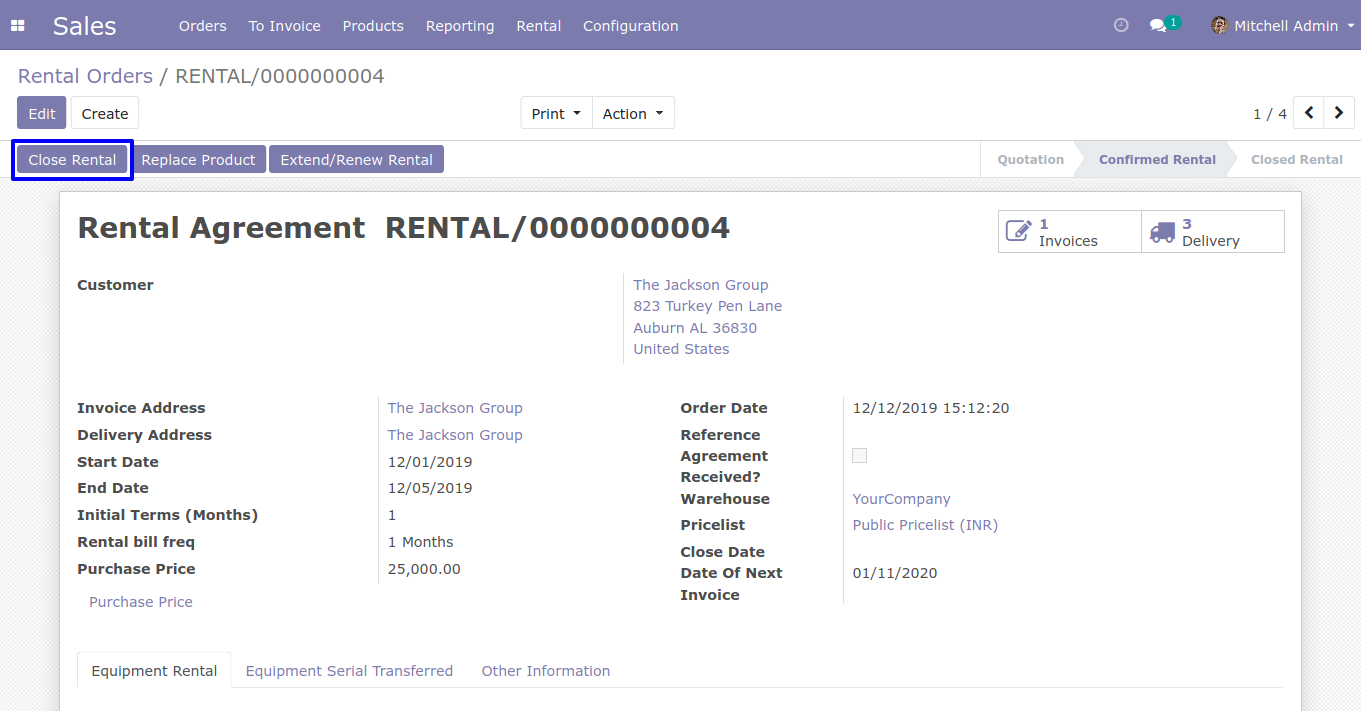 Sales Orders To Invoice Products Reporting Rental Configuration 1 Mitchell Admin
Rental Orders / RENTAL/0000000004
Edit Create Print Action 1 / 4
Close Rental Replace Product Extend/Renew Rental Quotation Confirmed Rental Closed Rental
Rental Agreement RENTAL/0000000004
1 Invoices
3 Delivery
Customer
The Jackson Group
823 Turkey Pen Lane
Auburn AL 36830
United States
Invoice Address The Jackson Group
Delivery Address The Jackson Group
Start Date 12/01/2019
End Date 12/05/2019
Initial Terms (Months) 1
Rental bill freq 1 Months
Purchase Price 25,000.00
Purchase Price
Order Date 12/12/2019 15:12:20
Reference
Agreement
Received?
Warehouse YourCompany
Pricelist Public Pricelist (INR)
Close Date
Date Of Next 01/11/2020
Invoice
Equipment Rental Equipment Serial Transferred Other Information